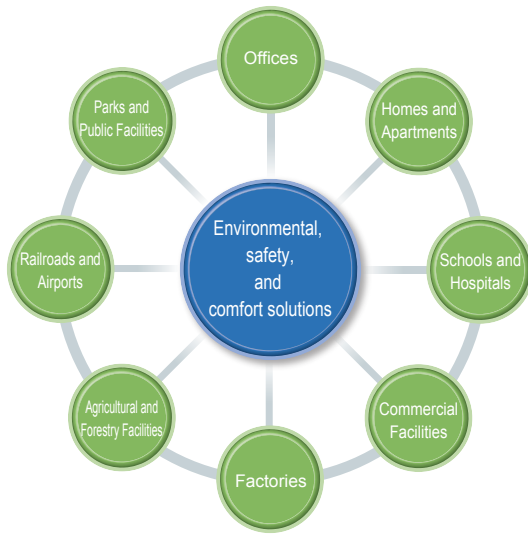 Offices
Homes and
Apartments
Schools and
Hospitals
Commercial
Facilities
Factories
Agricultural and
Forestry Facilities
Railroads and
Airports
Parks and
Public Facilities
Environmental,
safety,
and
comfort solutions